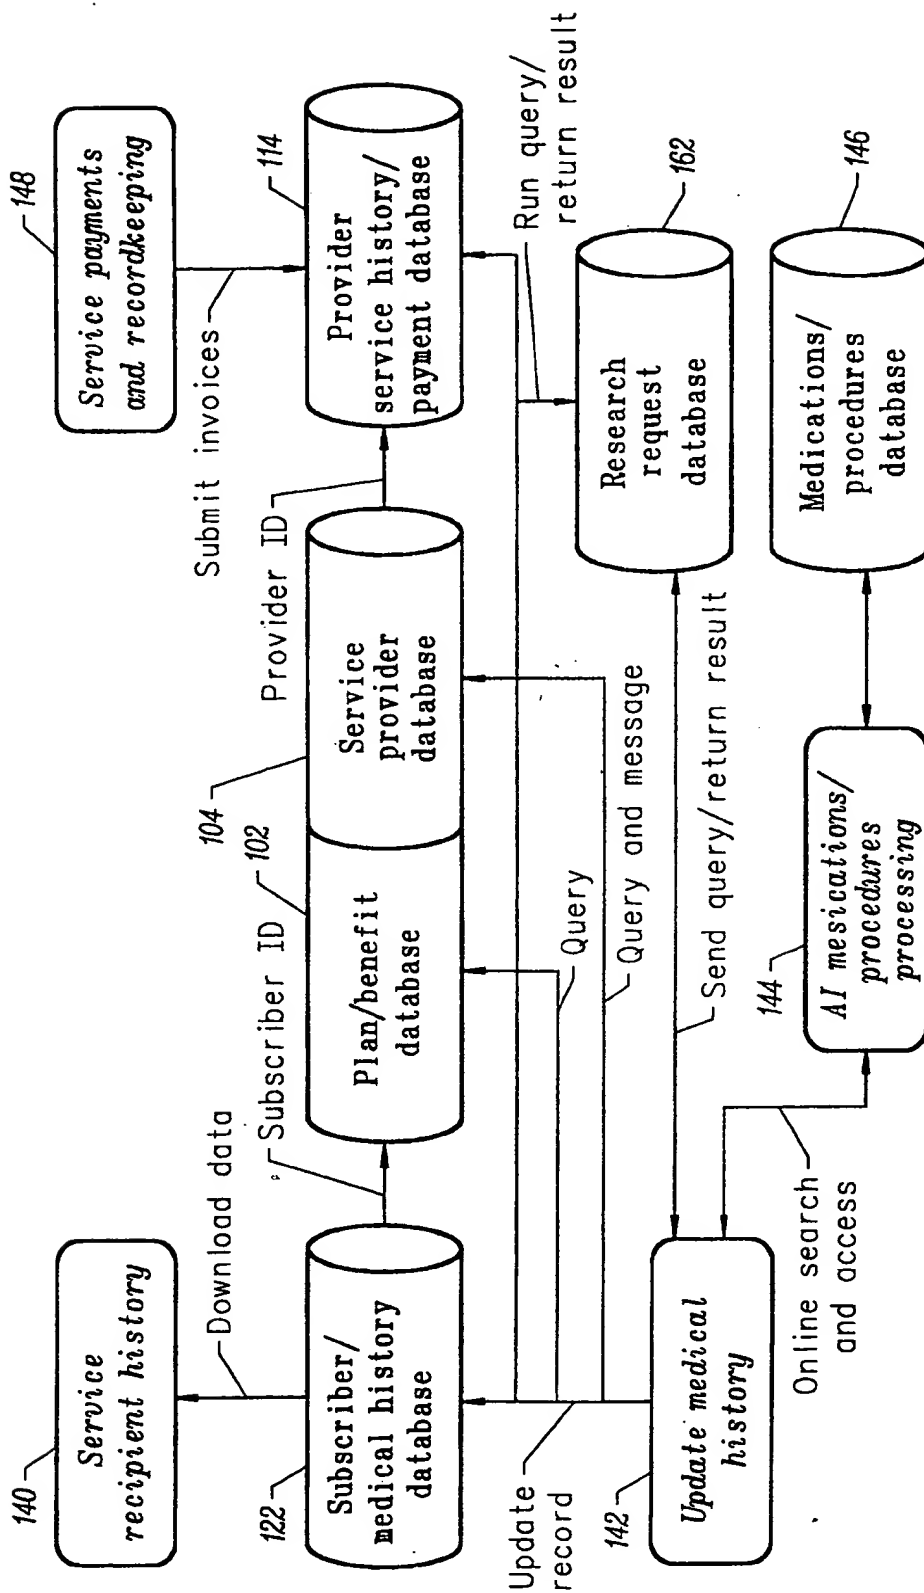 140
Service
recipient history
Download data
122
Subscriber/
medical history
database
Subscriber ID
102
Plan/benefit
database
104
Service
provider
database
Provider ID
148
Service payments
and recordkeeping
Submit invoices
114
Provider
service history/
payment database
Run query/
return result
Update
record
Query
Query and message
162
Research
request
database
Send query/return result
142
Update medical
history
Online search
and access
144
AI mesications/
procedures
processing
146
Medications/
procedures
database